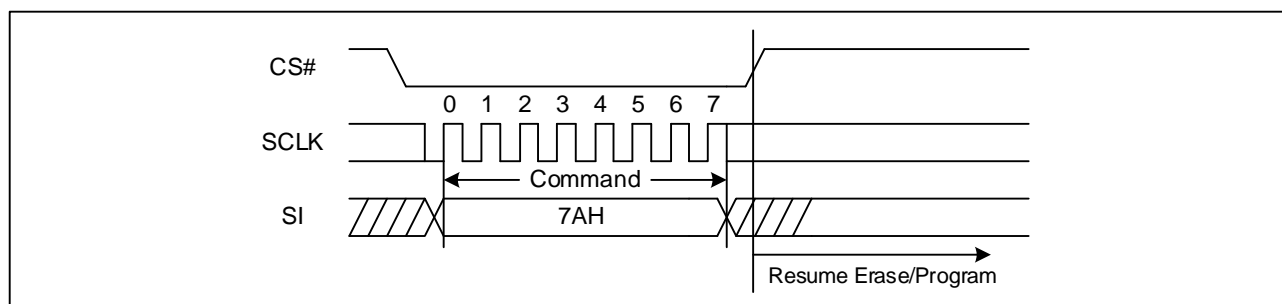 CS#
0 1 2 3 4 5 6 7
SCLK
Command
SI
7AH
Resume Erase/Program